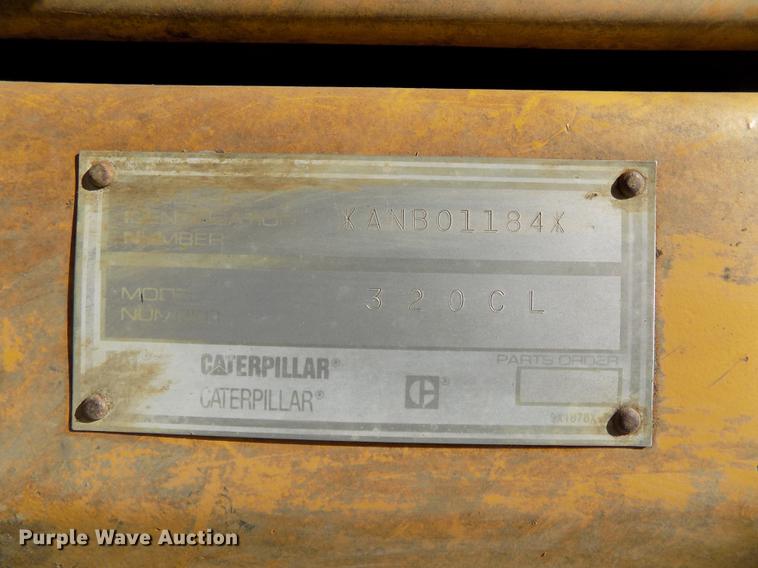 NUMBER
XANB01184X
320CL
CATERPILLAR®
PARTS ORDER
CATERPILLAR®
C®
Purple Wave Auction